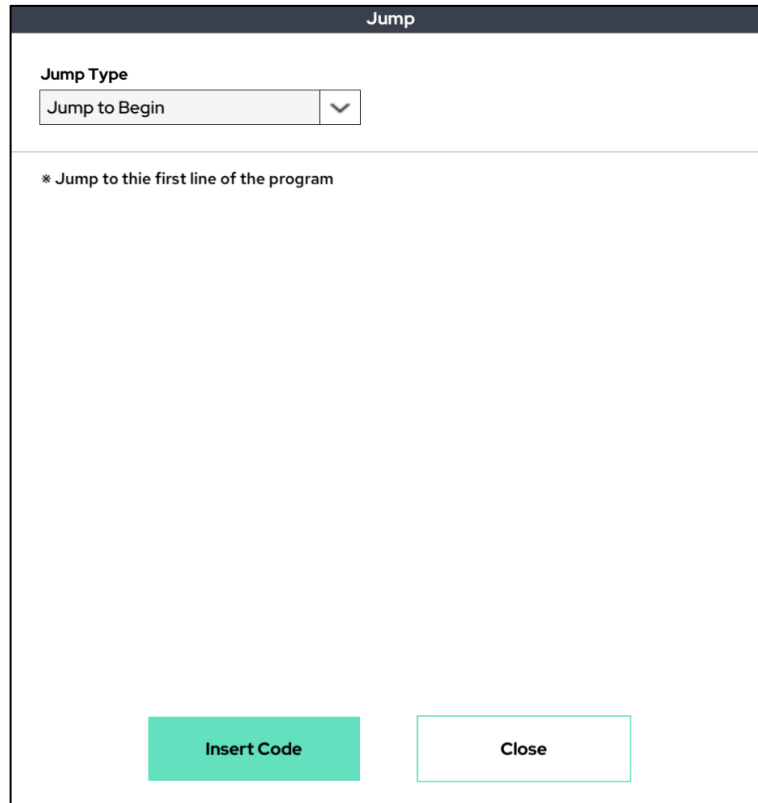 Jump
Jump Type
Jump to Begin
※ Jump to thie first line of the program
Insert Code
Close